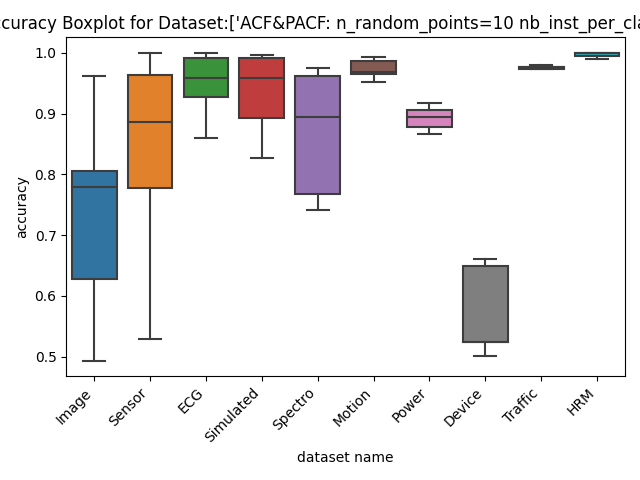 ccuracy Boxplot for Dataset:['ACF&PACF: n_random_points=10 nb_inst_per_cla
1.0
0.9
0.8
0.7
0.6
0.5
accuracy
Image
Sensor
ECG
Simulated
Spectro
Motion
Power
Device
Traffic
HRM
dataset name